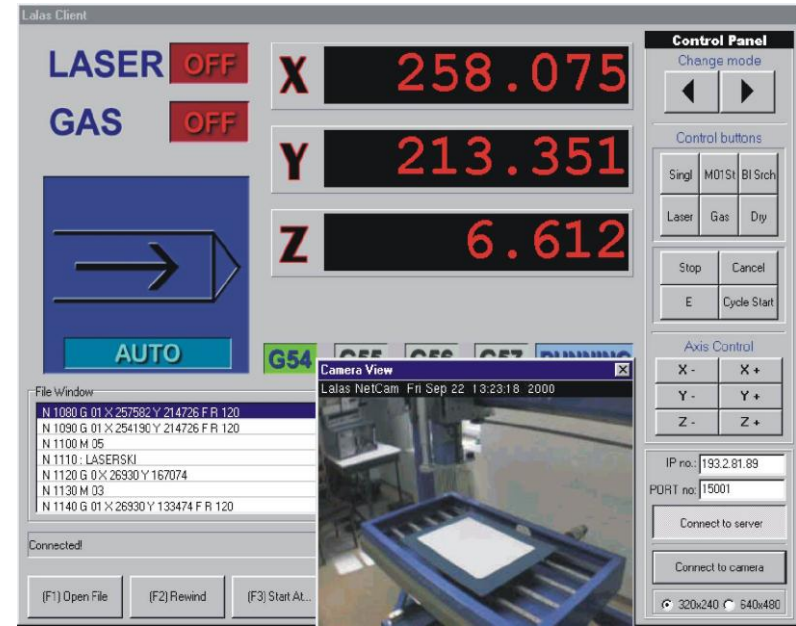 Lalas Client
LASER OFF
GAS OFF
X 258.075
Y 213.351
Z 6.612
AUTO
G54 G55 G56 G57 RUNNING
File Window
N 1080 G 01 X 257582 Y 214726 F R 120
N 1090 G 01 X 254190 Y 214726 F R 120
N 1100 M 05
N 1110 : LASERSKI
N 1120 G 0 X 26930 Y 167074
N 1130 M 03
N 1140 G 01 X 26930 Y 133474 F R 120
Connected!
(F1) Open File (F2) Rewind (F3) Start At...
Camera View
Lalas NetCam Fri Sep 22 13:23:18 2000
Control Panel
Change mode
Control buttons
Singl M01St Bl Srch
Laser Gas Dry
Stop Cancel
E Cycle Start
Axis Control
X - X +
Y - Y +
Z - Z +
IP no.: 193.2.81.89
PORT no: 15001
Connect to server
Connect to camera
320x240 640x480